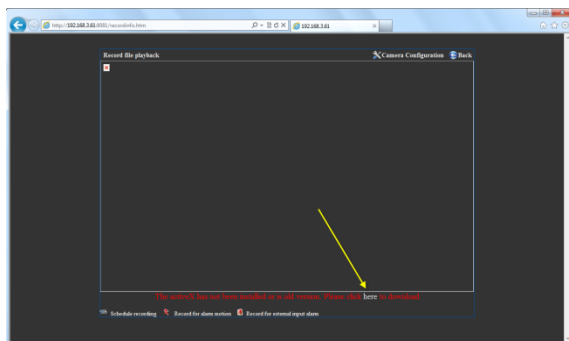 http://192.168.3.61:8081/recordinfo.htm
192.168.3.61
Record file playback Camera Configuration Back
The activeX has not been installed or is old version. Please click here to download
Schedule recording Record for alarm motion Record for external input alarm